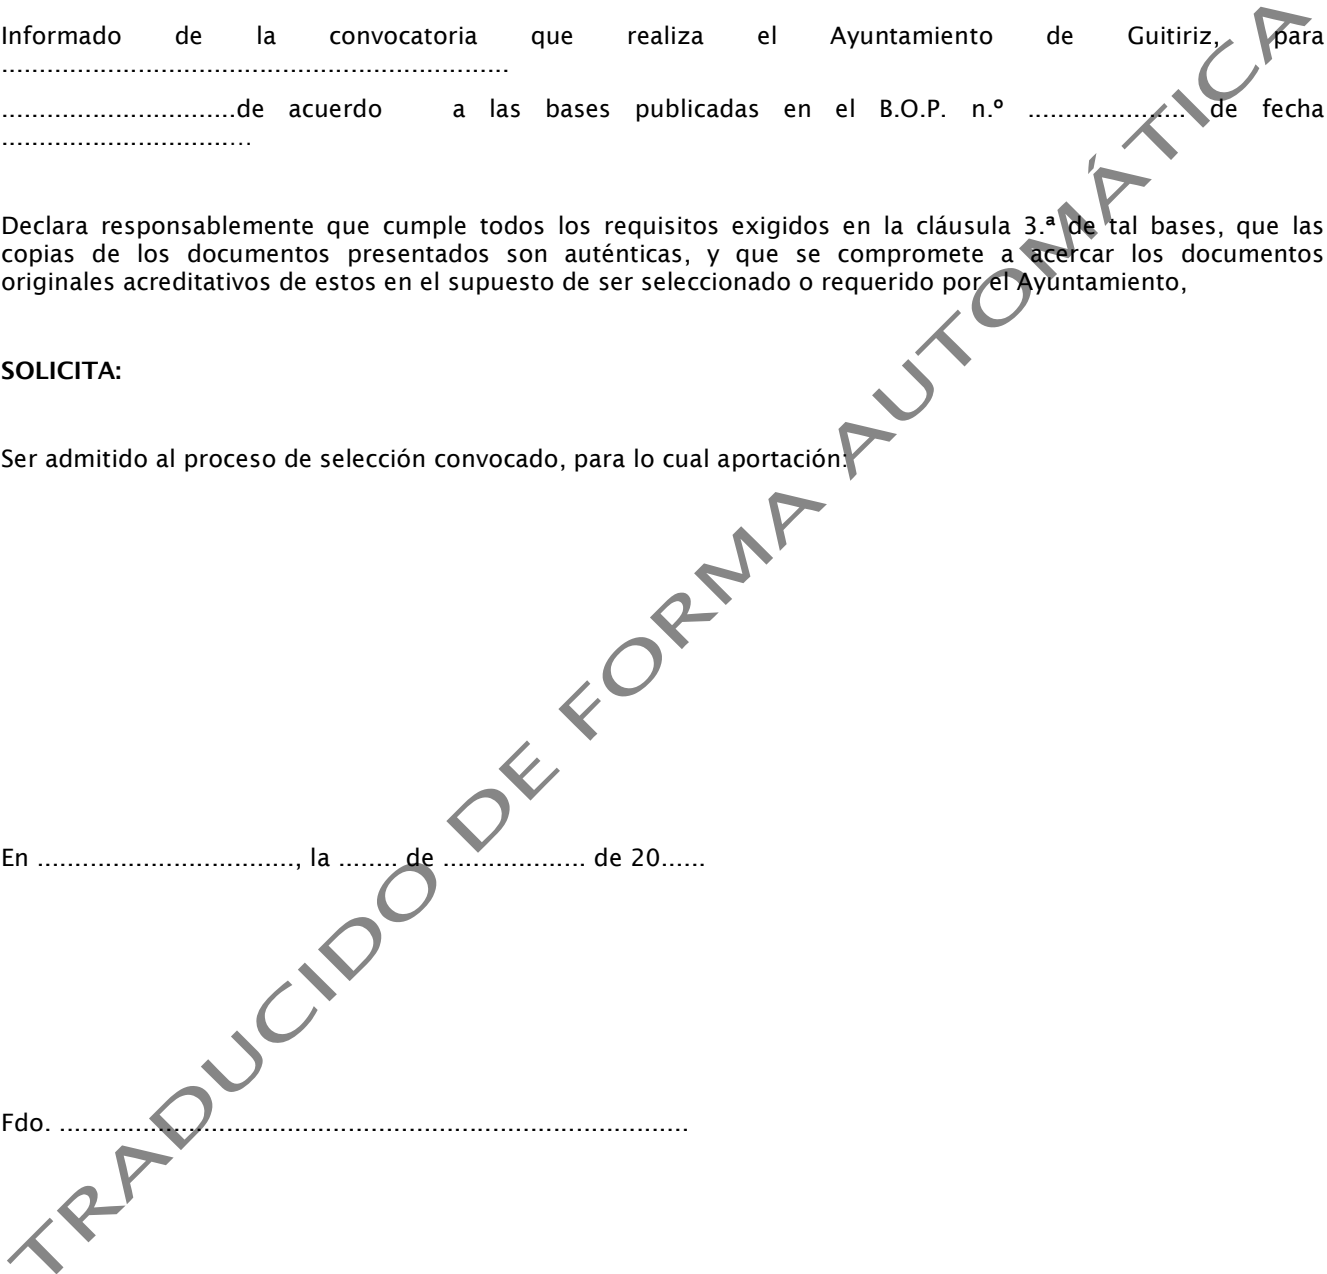 Informado de la convocatoria que realiza el Ayuntamiento de Guitiriz, para
...................................................................
...............................de acuerdo a las bases publicadas en el B.O.P. n.º ..................... de fecha
.................................
Declara responsablemente que cumple todos los requisitos exigidos en la cláusula 3.ª de tal bases, que las
copias de los documentos presentados son auténticas, y que se compromete a acercar los documentos
originales acreditativos de estos en el supuesto de ser seleccionado o requerido por el Ayuntamiento,
SOLICITA:
Ser admitido al proceso de selección convocado, para lo cual aportación:
En .................................., la ........ de ................... de 20......
Fdo. ...................................................................................
TRADUCIDO DE FORMA AUTOMÁTICA